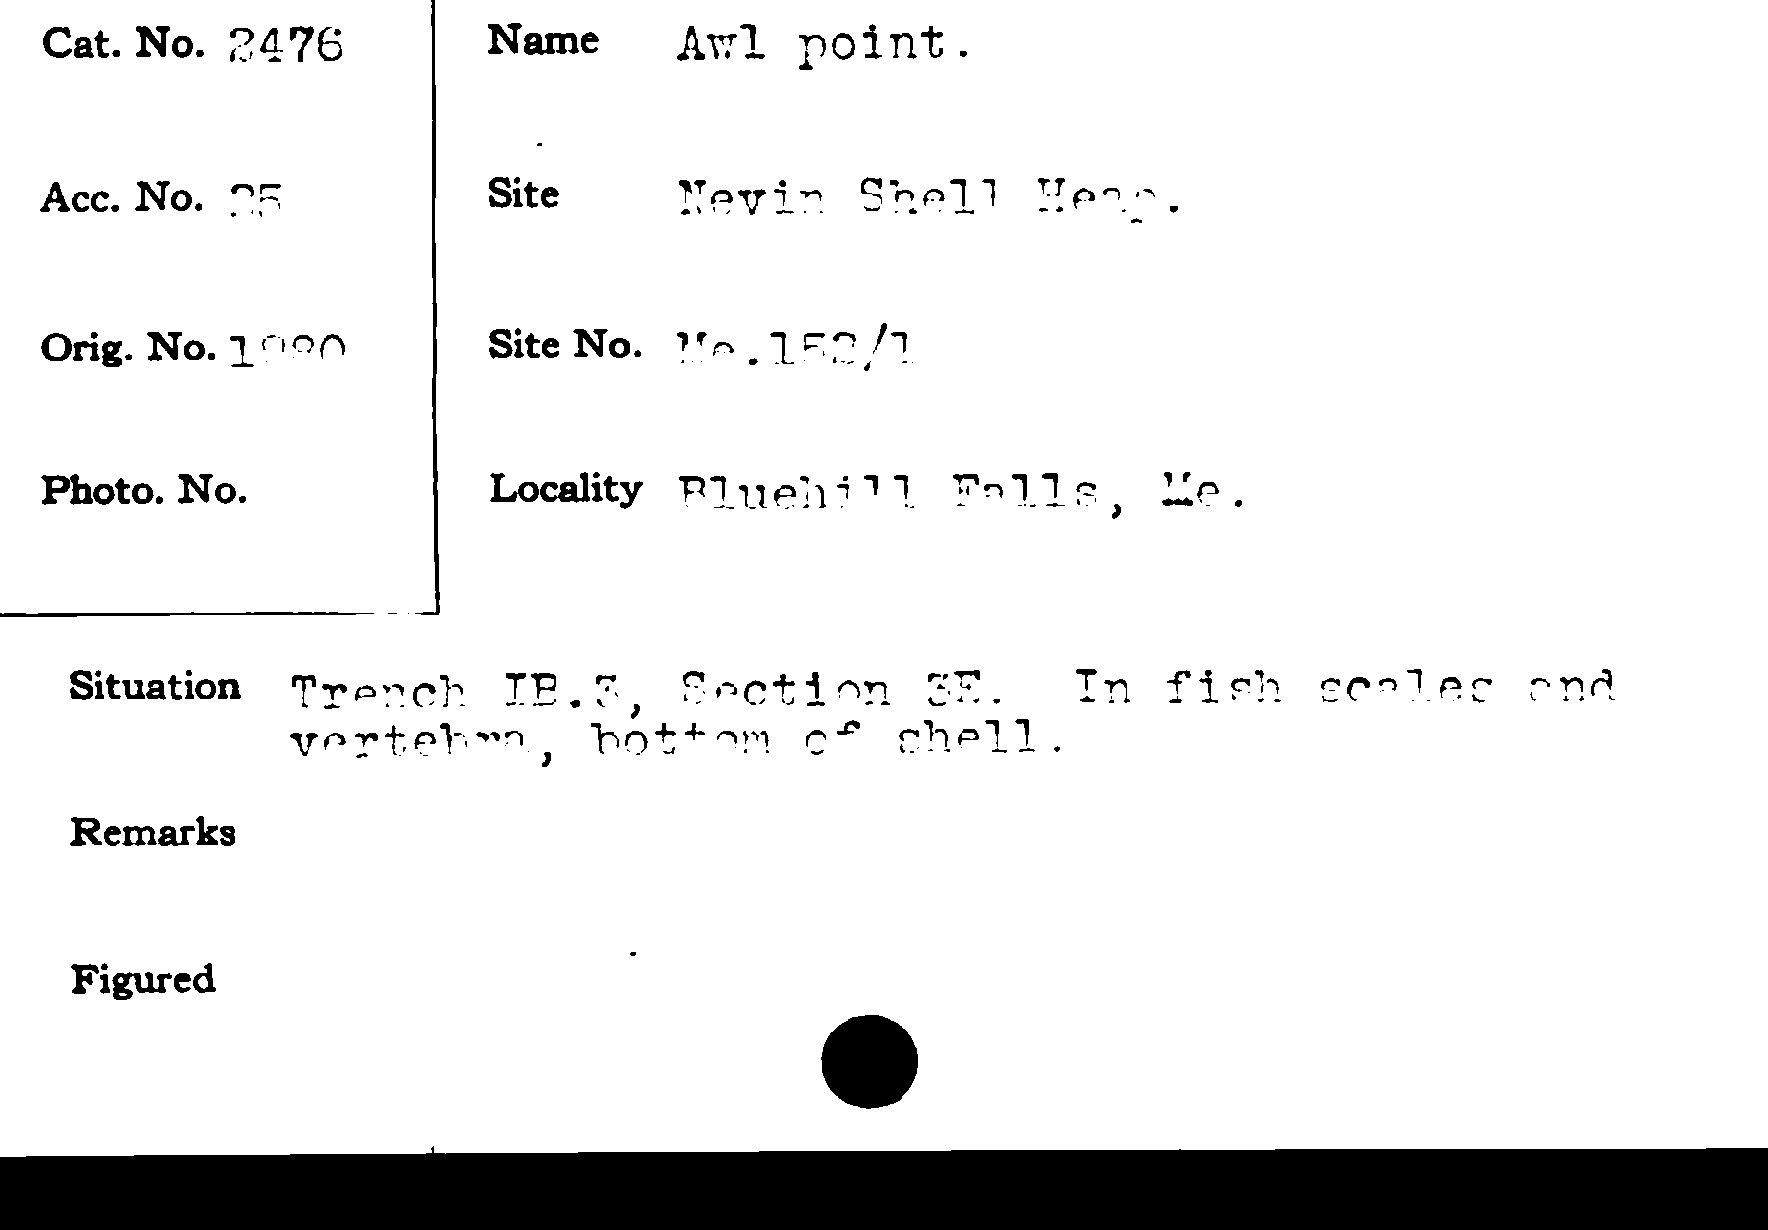 Cat. No. 2476
Name Awl point.
Acc. No. 25
Site Nevin Shell Heap.
Orig. No.
Site No. Me.152/1
Photo. No.
Locality Bluehill Falls, Me.
Situation Trench IB.3, Section 3E. In fish scales and
vertebra, bottom of shell.
Remarks
Figured